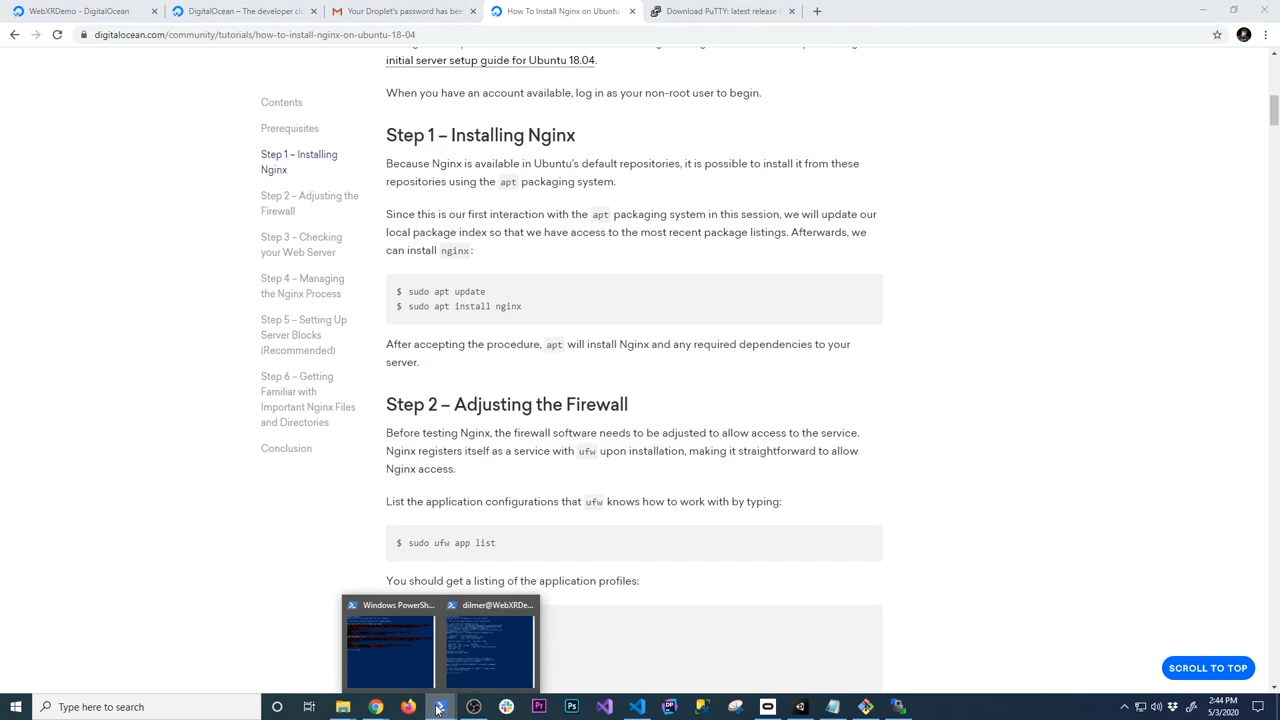 WebXRDemo - DigitalOcean
DigitalOcean – The developer clo
Your Droplet's password has bee
How To Install Nginx on Ubuntu
Download PuTTY: latest release (
digitalocean.com/community/tutorials/how-to-install-nginx-on-ubuntu-18-04
initial server setup guide for Ubuntu 18.04.
When you have an account available, log in as your non-root user to begin.
Contents
Prerequisites
Step 1 – Installing
Nginx
Step 2 – Adjusting the
Firewall
Step 3 – Checking
your Web Server
Step 4 – Managing
the Nginx Process
Step 5 – Setting Up
Server Blocks
(Recommended)
Step 6 – Getting
Familiar with
Important Nginx Files
and Directories
Conclusion
Step 1 – Installing Nginx
Because Nginx is available in Ubuntu's default repositories, it is possible to install it from these
repositories using the apt packaging system.
Since this is our first interaction with the apt packaging system in this session, we will update our
local package index so that we have access to the most recent package listings. Afterwards, we
can install nginx:
$ sudo apt update
$ sudo apt install nginx
After accepting the procedure, apt will install Nginx and any required dependencies to your
server.
Step 2 – Adjusting the Firewall
Before testing Nginx, the firewall software needs to be adjusted to allow access to the service.
Nginx registers itself as a service with ufw upon installation, making it straightforward to allow
Nginx access.
List the application configurations that ufw knows how to work with by typing:
$ sudo ufw app list
You should get a listing of the application profiles:
Windows PowerSh...
dilmer@WebXRDe...
SCROLL TO TOP
Type here to search
2:44 PM
5/3/2020